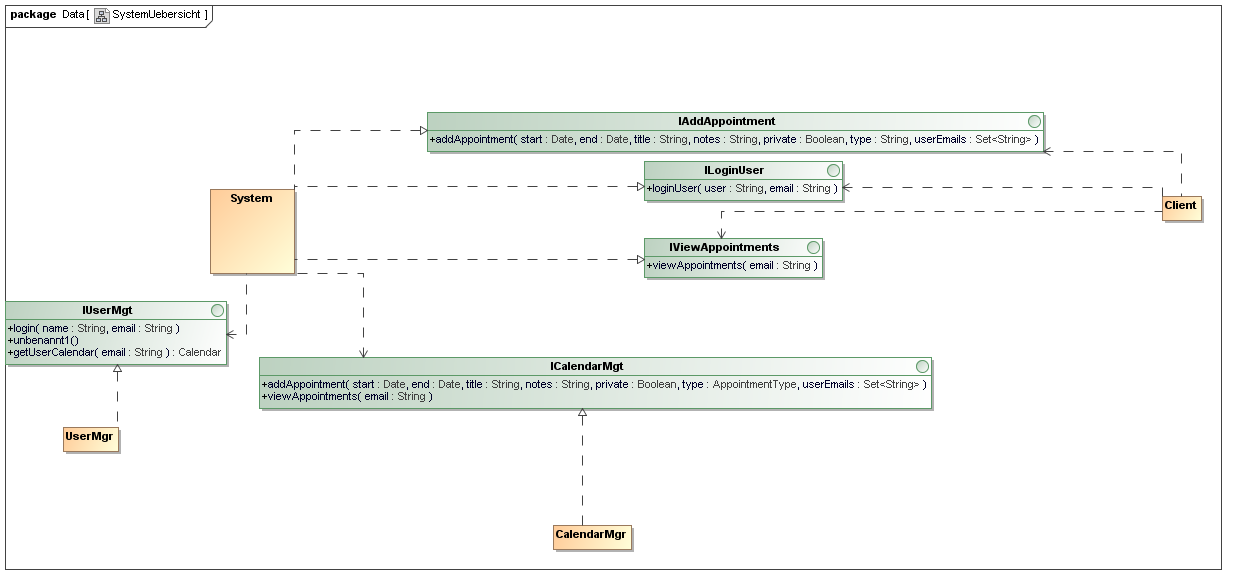 package Data [ SystemUebersicht ]
IAddAppointment
+addAppointment( start : Date, end : Date, title : String, notes : String, private : Boolean, type : String, userEmails : Set<String> )
ILoginUser
+loginUser( user : String, email : String )
System
Client
IViewAppointments
+viewAppointments( email : String )
IUserMgt
+login( name : String, email : String )
+unbenannt1()
+getUserCalendar( email : String ) : Calendar
ICalendarMgt
+addAppointment( start : Date, end : Date, title : String, notes : String, private : Boolean, type : AppointmentType, userEmails : Set<String> )
+viewAppointments( email : String )
UserMgr
CalendarMgr